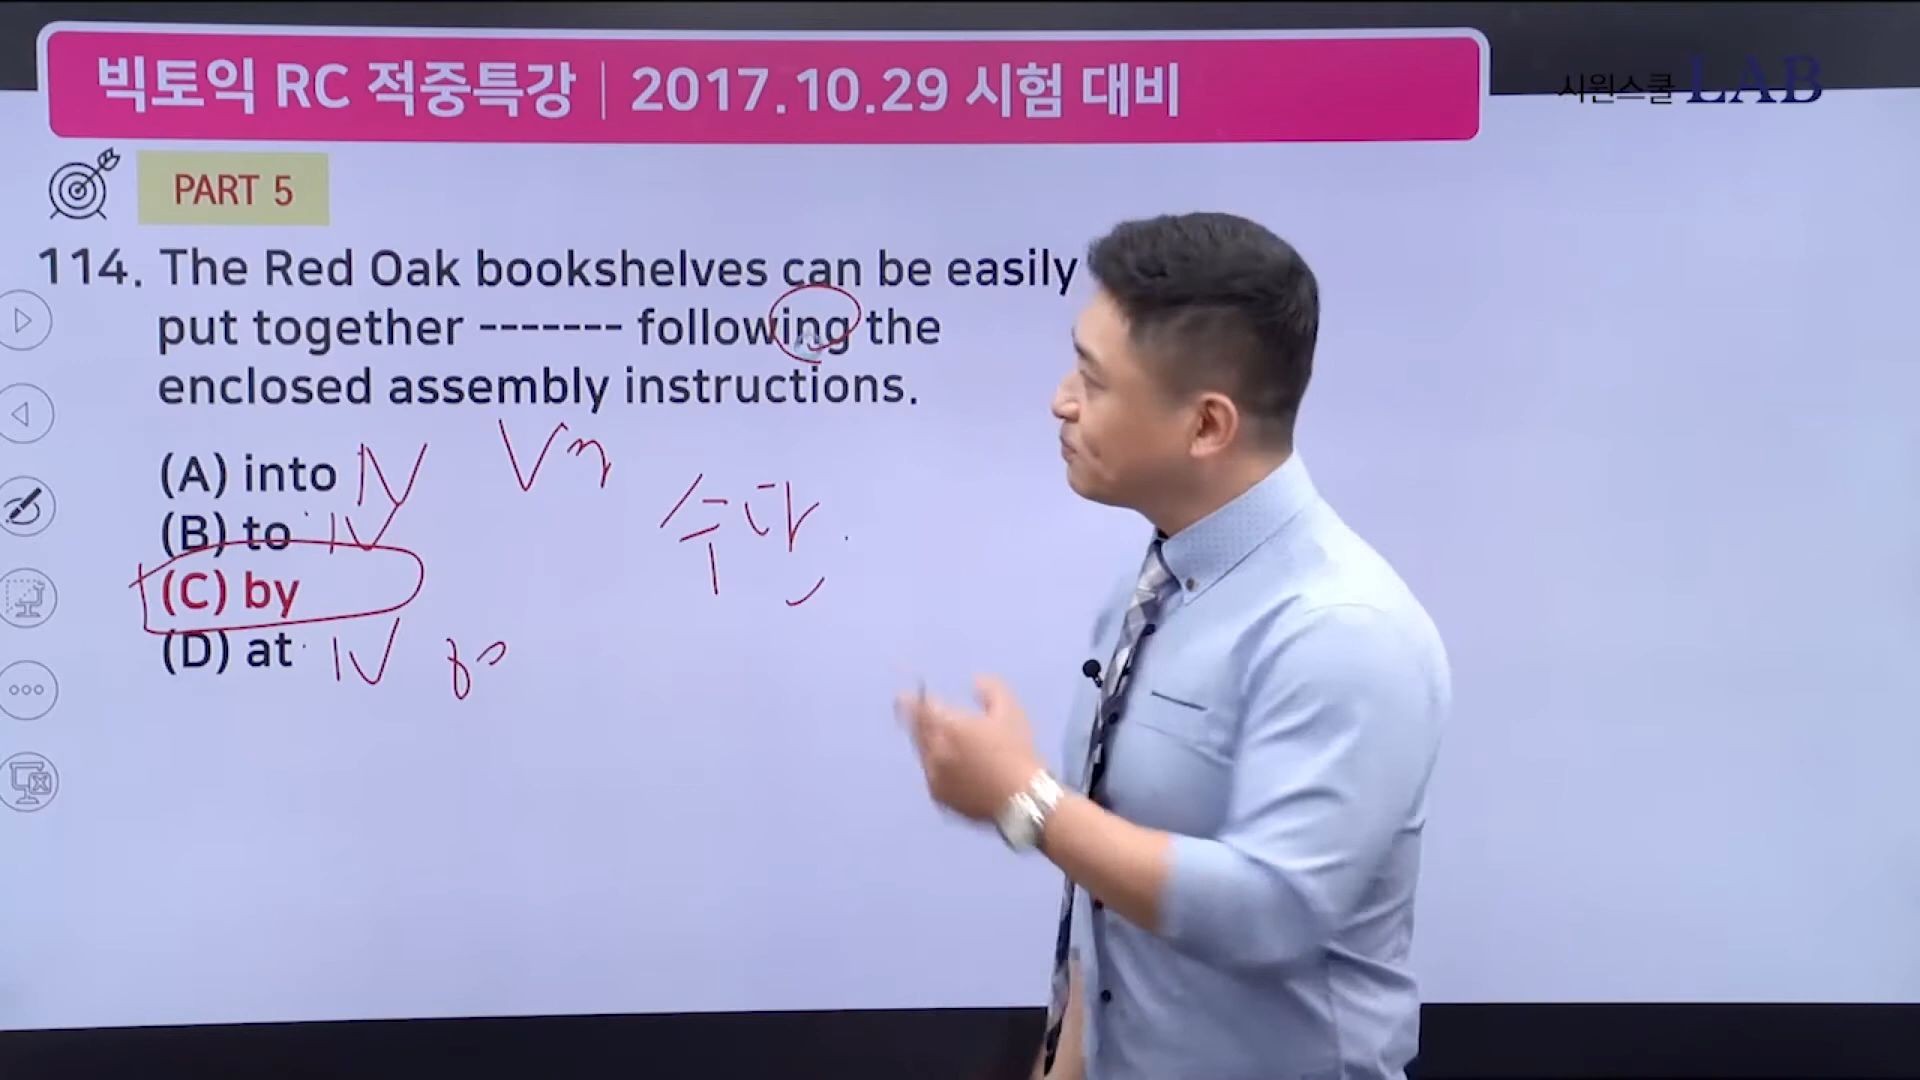 빅토익 RC 적중특강 | 2017.10.29 시험 대비
시원스쿨 LAB
PART 5
114. The Red Oak bookshelves can be easily
put together ------- following the
enclosed assembly instructions.
(A) into
(B) to
(C) by
(D) at
수단